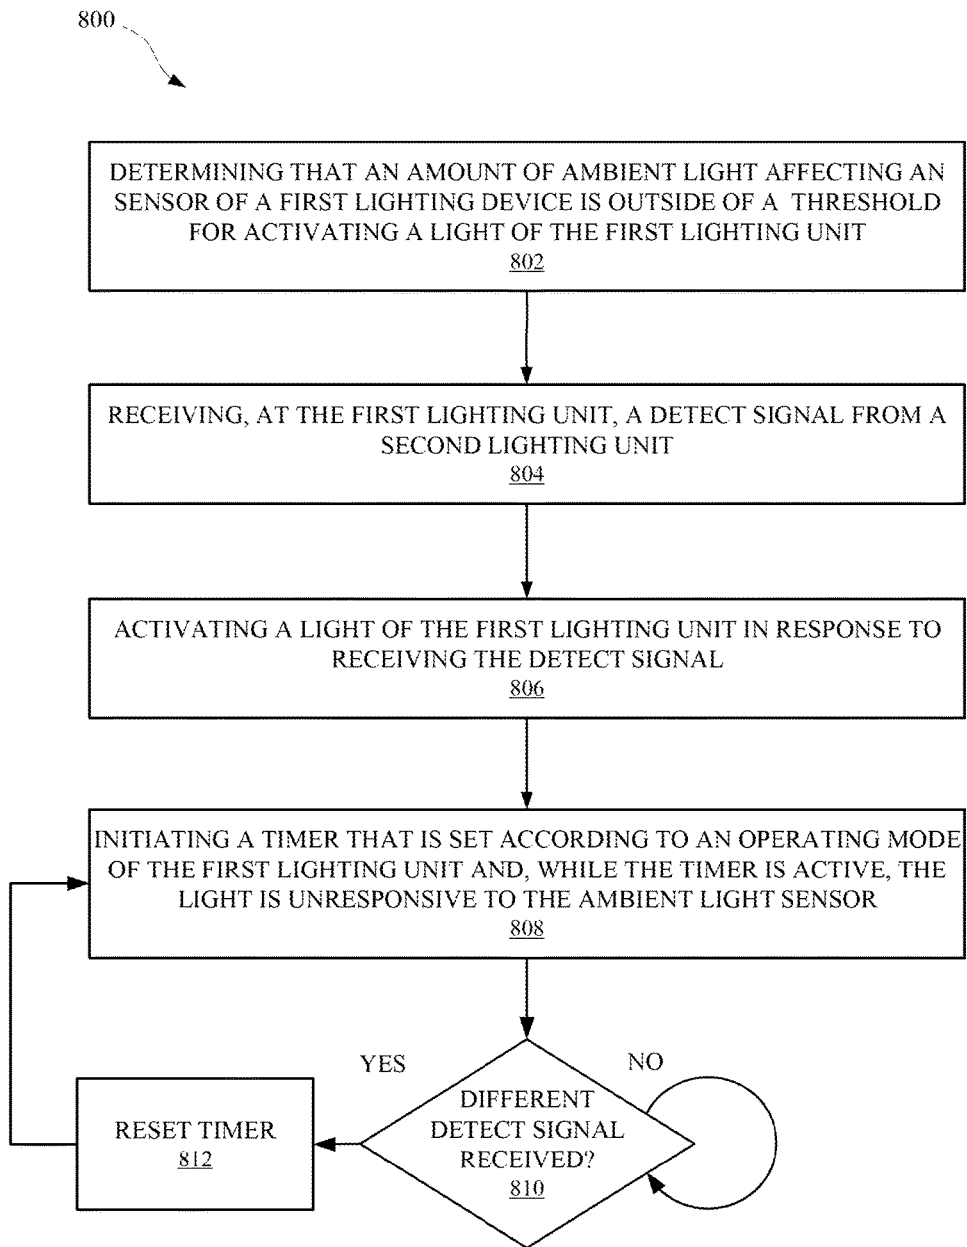 800
DETERMINING THAT AN AMOUNT OF AMBIENT LIGHT AFFECTING AN
SENSOR OF A FIRST LIGHTING DEVICE IS OUTSIDE OF A THRESHOLD
FOR ACTIVATING A LIGHT OF THE FIRST LIGHTING UNIT
802
RECEIVING, AT THE FIRST LIGHTING UNIT, A DETECT SIGNAL FROM A
SECOND LIGHTING UNIT
804
ACTIVATING A LIGHT OF THE FIRST LIGHTING UNIT IN RESPONSE TO
RECEIVING THE DETECT SIGNAL
806
INITIATING A TIMER THAT IS SET ACCORDING TO AN OPERATING MODE
OF THE FIRST LIGHTING UNIT AND, WHILE THE TIMER IS ACTIVE, THE
LIGHT IS UNRESPONSIVE TO THE AMBIENT LIGHT SENSOR
808
YES
NO
DIFFERENT
DETECT SIGNAL
RECEIVED?
810
RESET TIMER
812